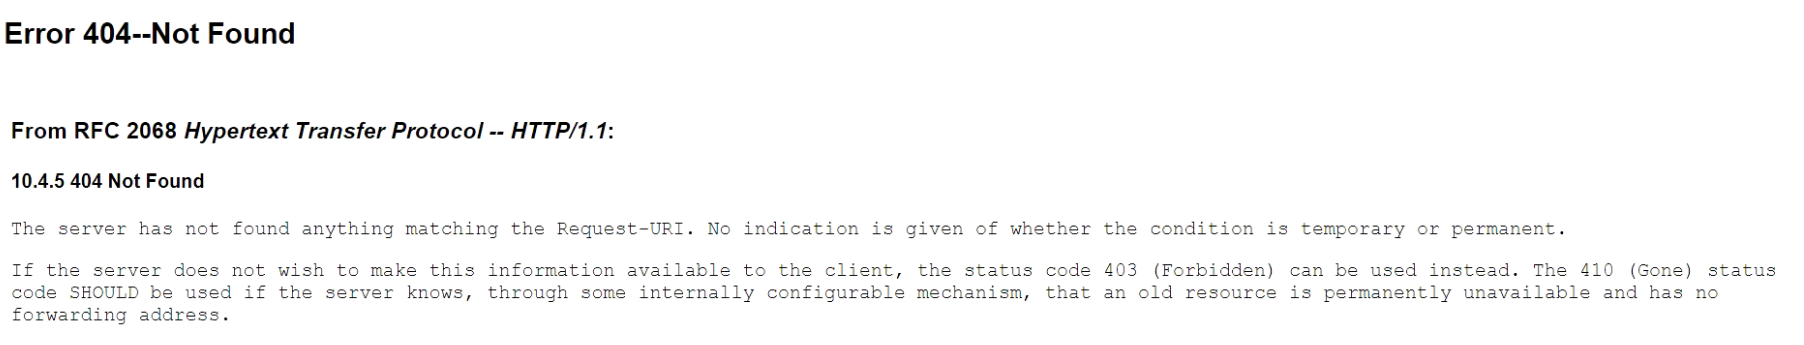 Error 404--Not Found
From RFC 2068 Hypertext Transfer Protocol -- HTTP/1.1:
10.4.5 404 Not Found
The server has not found anything matching the Request-URI. No indication is given of whether the condition is temporary or permanent.
If the server does not wish to make this information available to the client, the status code 403 (Forbidden) can be used instead. The 410 (Gone) status
code SHOULD be used if the server knows, through some internally configurable mechanism, that an old resource is permanently unavailable and has no
forwarding address.